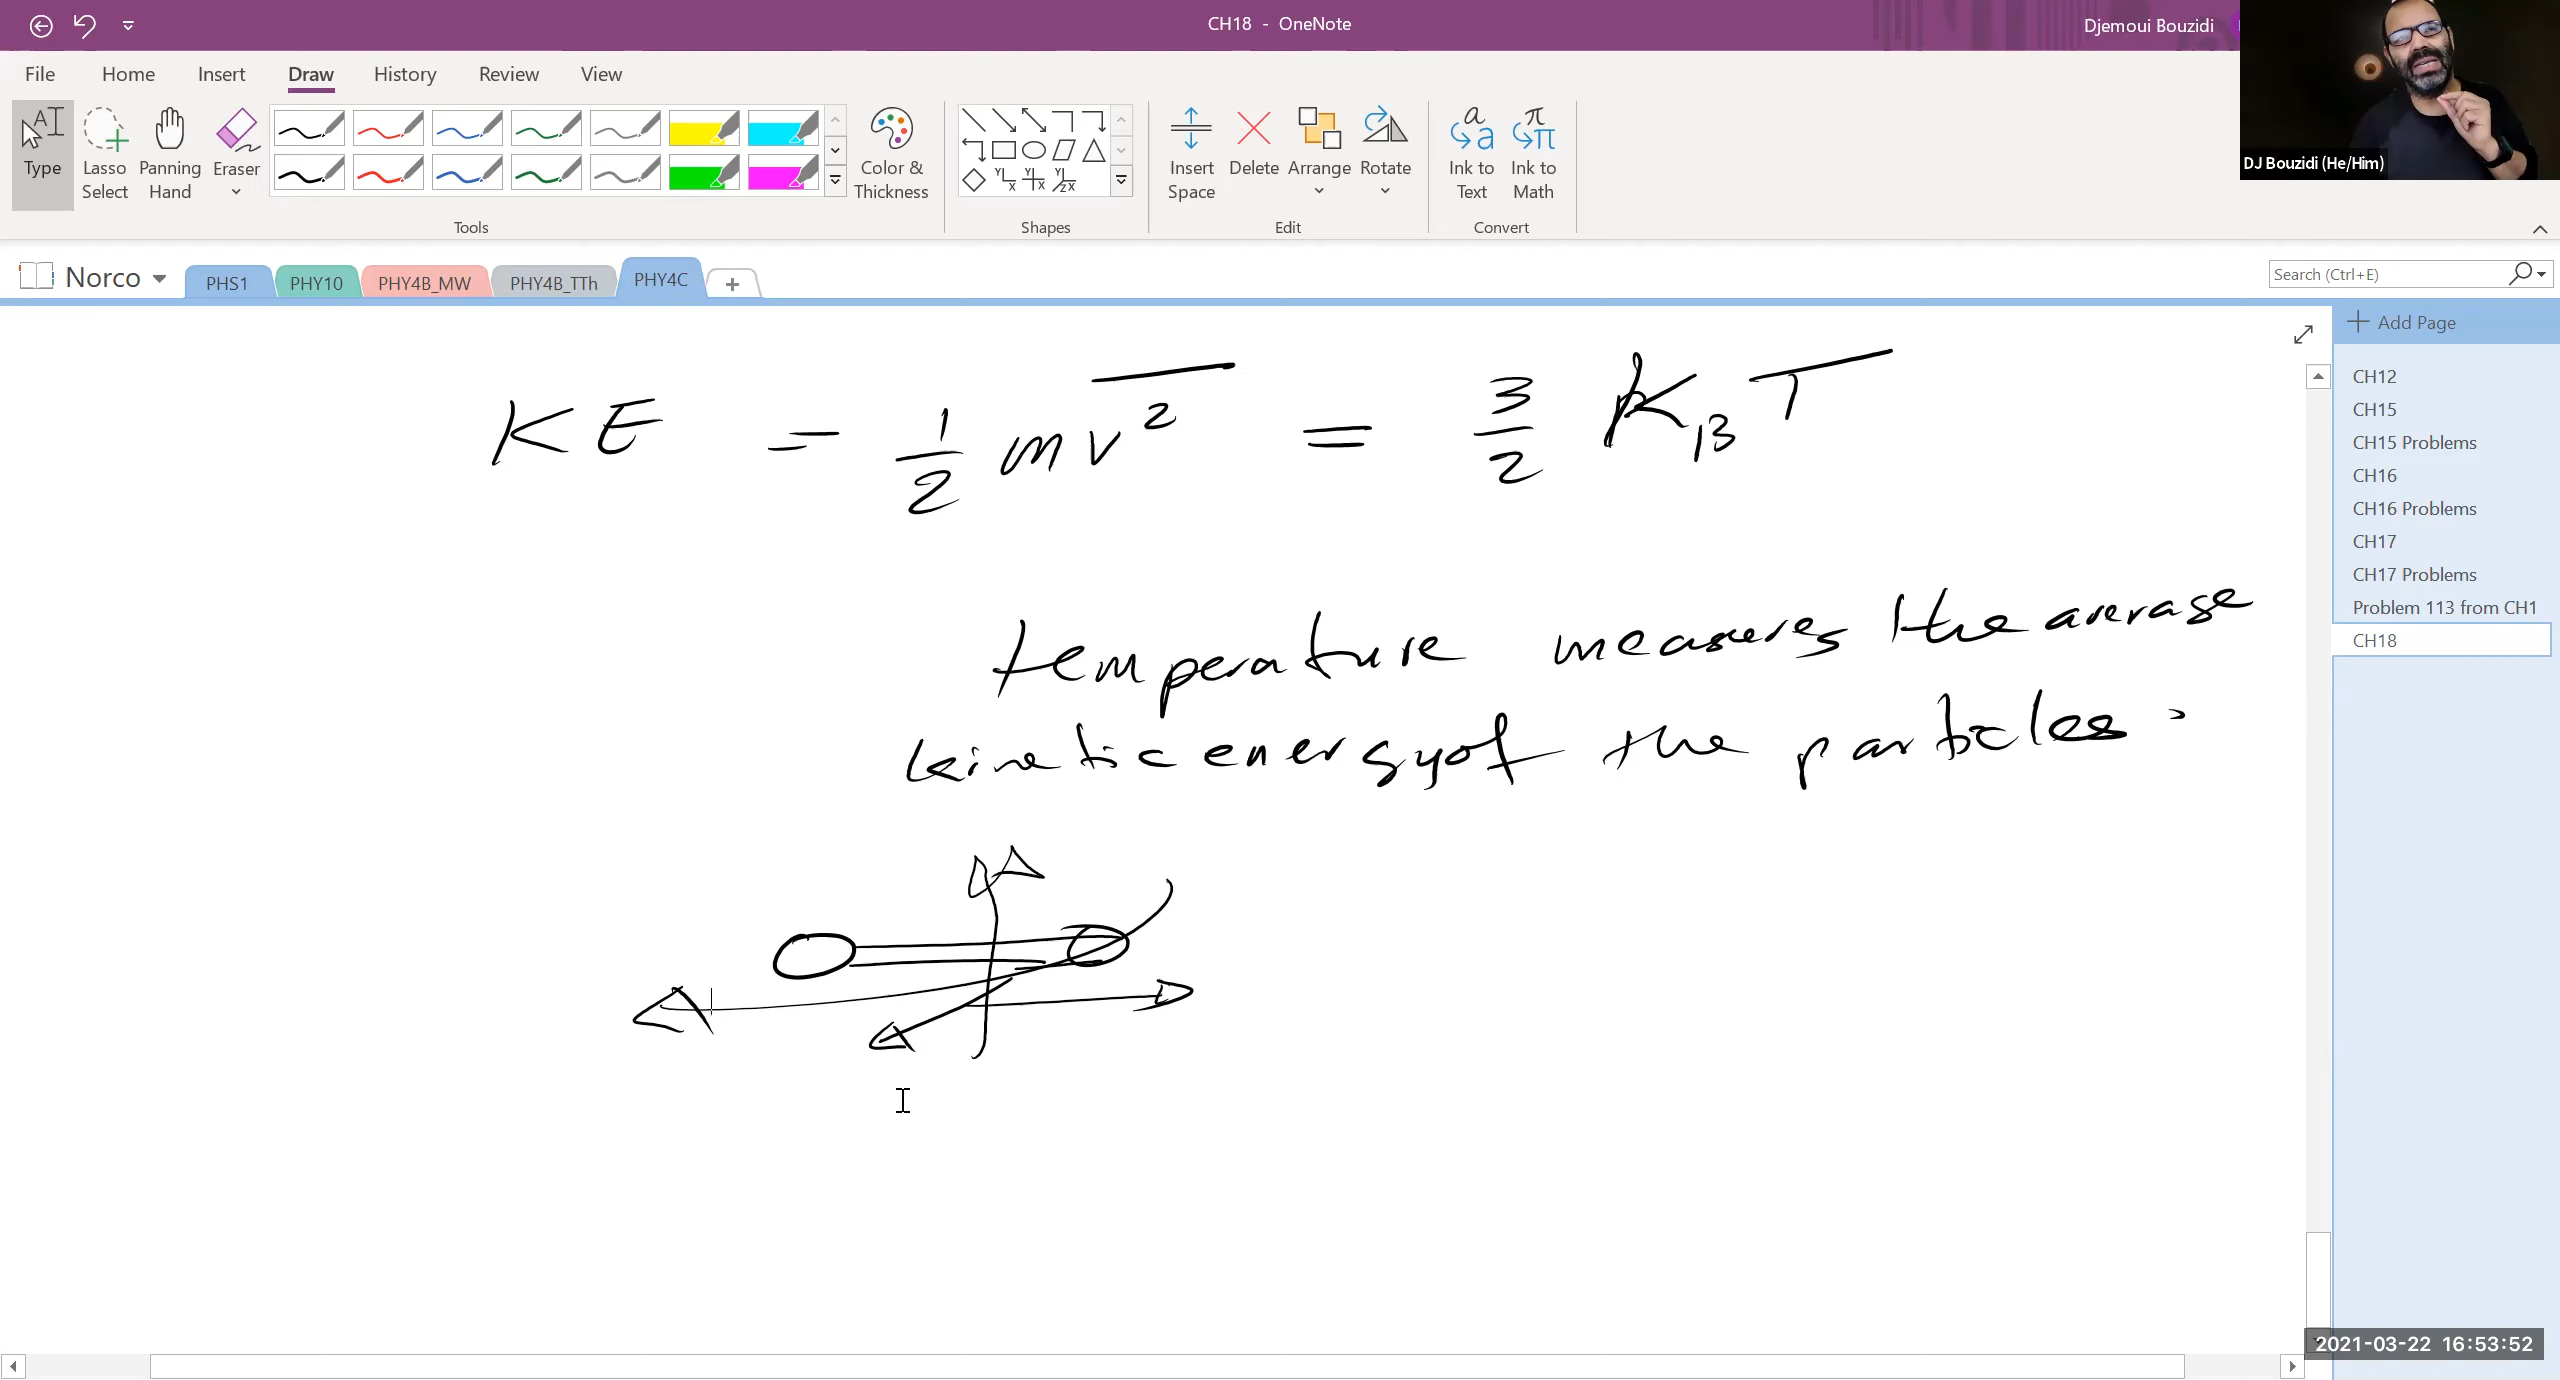 CH18 - OneNote
Djemoui Bouzidi
File Home Insert Draw History Review View
Type
Lasso Select
Panning Hand
Eraser
Color & Thickness
Insert Space
Delete
Arrange
Rotate
Ink to Text
Ink to Math
Tools Shapes Edit Convert
DJ Bouzidi (He/Him)
Norco PHS1 PHY10 PHY4B_MW PHY4B_TTh PHY4C
Search (Ctrl+E)
Add Page
CH12
CH15
CH15 Problems
CH16
CH16 Problems
CH17
CH17 Problems
Problem 113 from CH1
CH18
KE = 1/2 mv² = 3/2 K_B T
temperature measures the average
kinetic energy of the particles.
2021-03-22 16:53:52